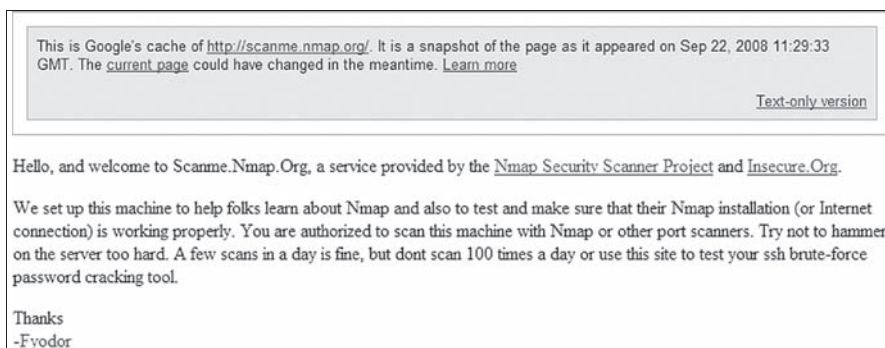 This is Google's cache of http://scanme.nmap.org/. It is a snapshot of the page as it appeared on Sep 22, 2008 11:29:33
GMT. The current page could have changed in the meantime. Learn more
Text-only version
Hello, and welcome to Scanme.Nmap.Org, a service provided by the Nmap Security Scanner Project and Insecure.Org.
We set up this machine to help folks learn about Nmap and also to test and make sure that their Nmap installation (or Internet
connection) is working properly. You are authorized to scan this machine with Nmap or other port scanners. Try not to hammer
on the server too hard. A few scans in a day is fine, but dont scan 100 times a day or use this site to test your ssh brute-force
password cracking tool.
Thanks
-Fyodor